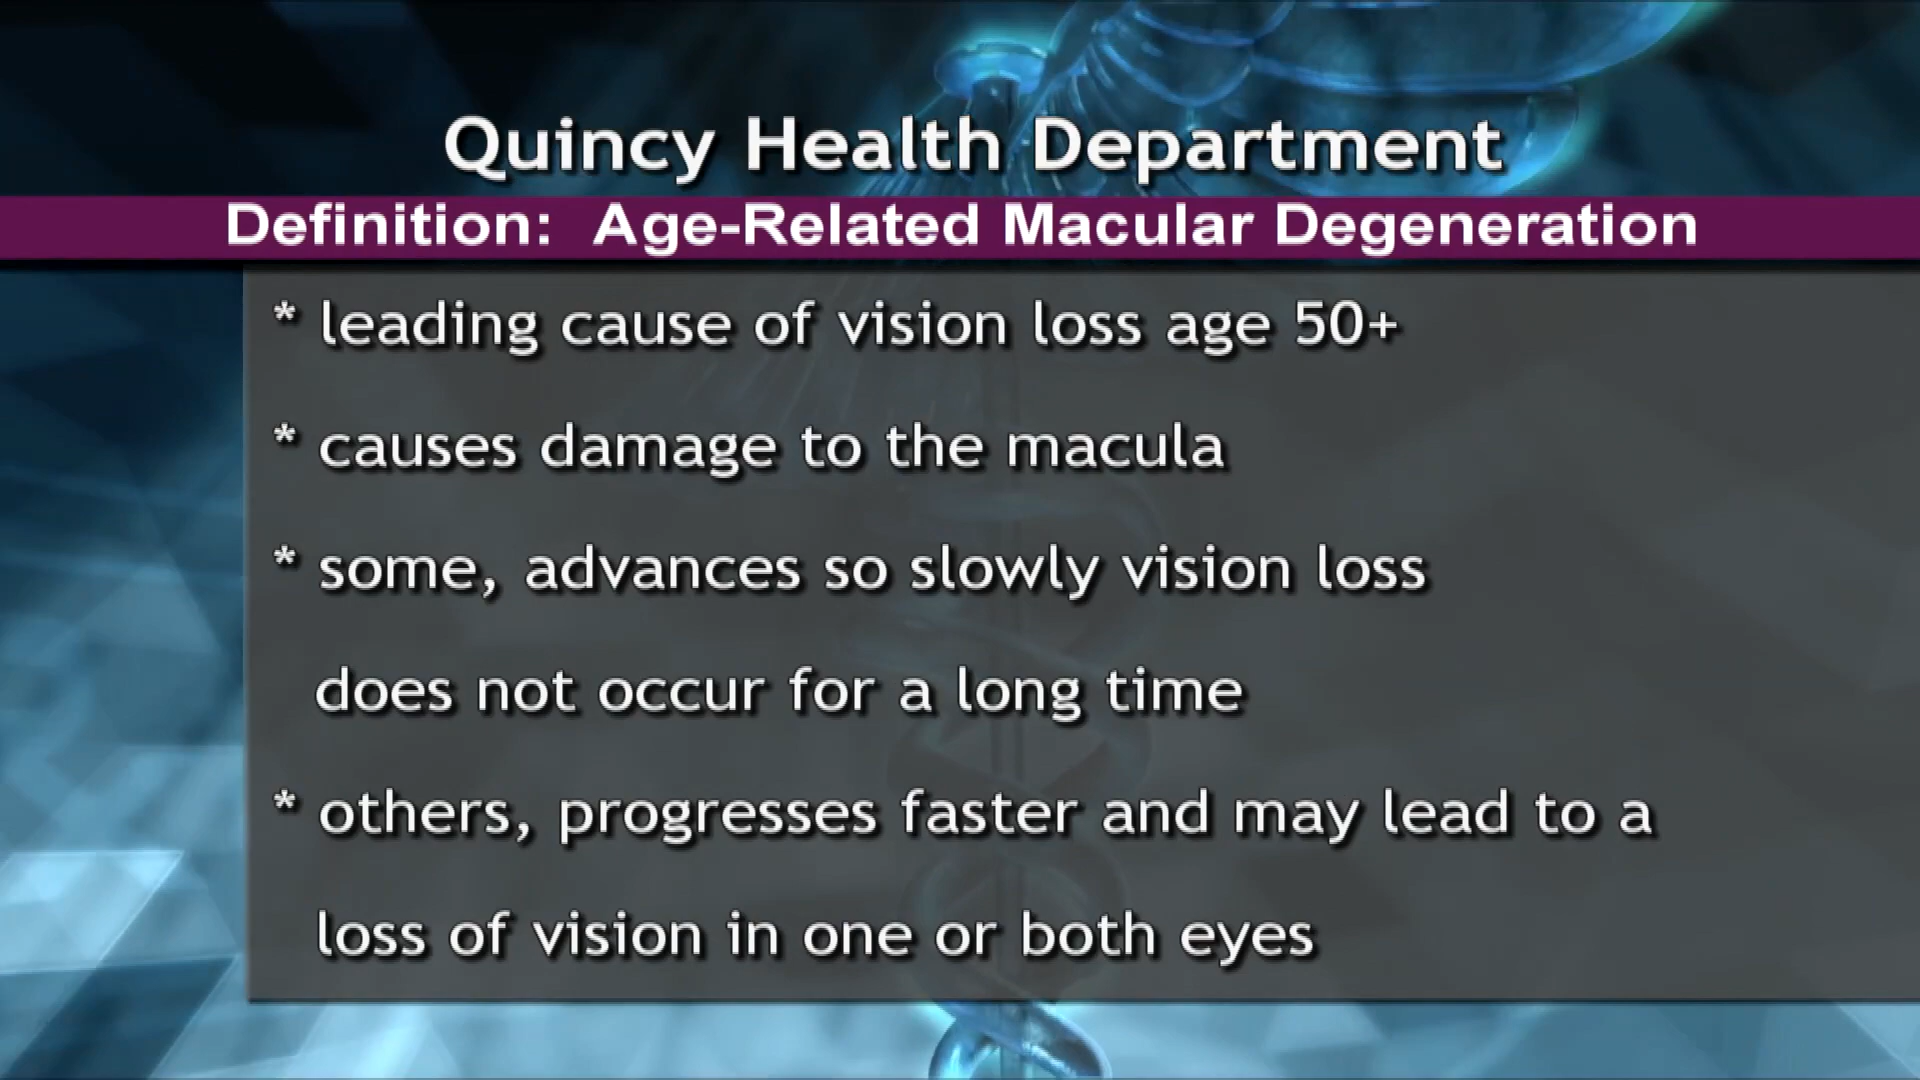 Quincy Health Department
Definition:  Age-Related Macular Degeneration
* leading cause of vision loss age 50+
* causes damage to the macula
* some, advances so slowly vision loss
does not occur for a long time
* others, progresses faster and may lead to a
loss of vision in one or both eyes